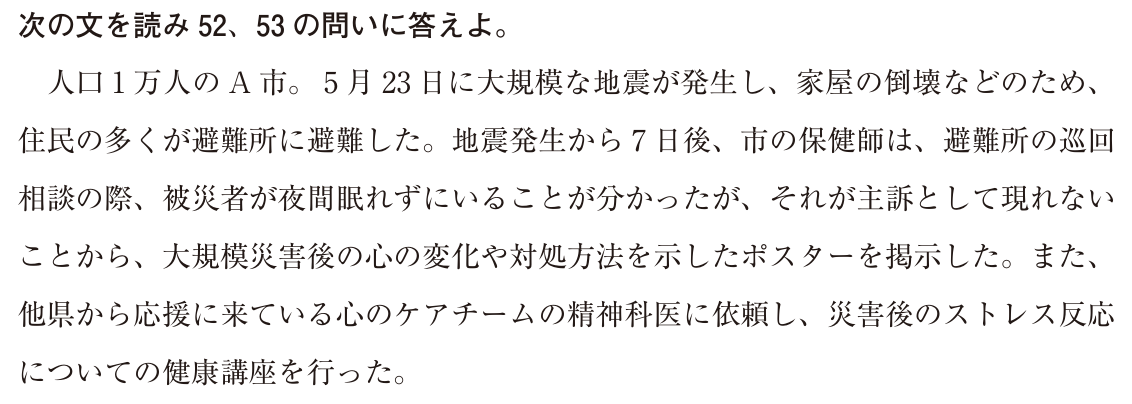 次の文を読み 52、53 の問いに答えよ。
人口 1 万人の A 市。5 月 23 日に大規模な地震が発生し、家屋の倒壊などのため、
住民の多くが避難所に避難した。地震発生から 7 日後、市の保健師は、避難所の巡回
相談の際、被災者が夜間眠れずにいることが分かったが、それが主訴として現れない
ことから、大規模災害後の心の変化や対処方法を示したポスターを掲示した。また、
他県から応援に来ている心のケアチームの精神科医に依頼し、災害後のストレス反応
についての健康講座を行った。